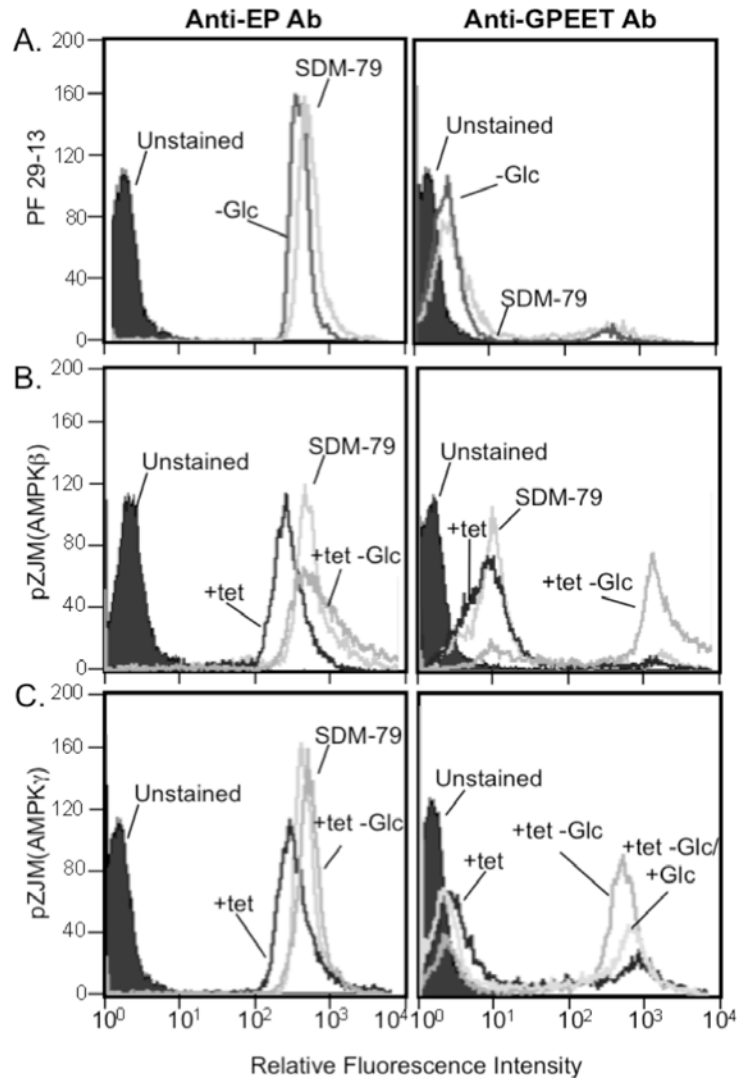 Anti-EP Ab Anti-GPEET Ab
A.
PF 29-13
200
160
120
80
40
0
SDM-79
Unstained
-Glc
Unstained
-Glc
SDM-79
B.
pZJM(AMPKβ)
200
160
120
80
40
0
SDM-79
Unstained
+tet -Glc
+tet
Unstained
SDM-79
+tet
+tet -Glc
C.
pZJM(AMPKγ)
200
160
120
80
40
0
SDM-79
Unstained
+tet -Glc
+tet
Unstained
+tet -Glc
+tet -Glc/
+Glc
+tet
10⁰ 10¹ 10² 10³ 10⁴ 10⁰ 10¹ 10² 10³ 10⁴
Relative Fluorescence Intensity